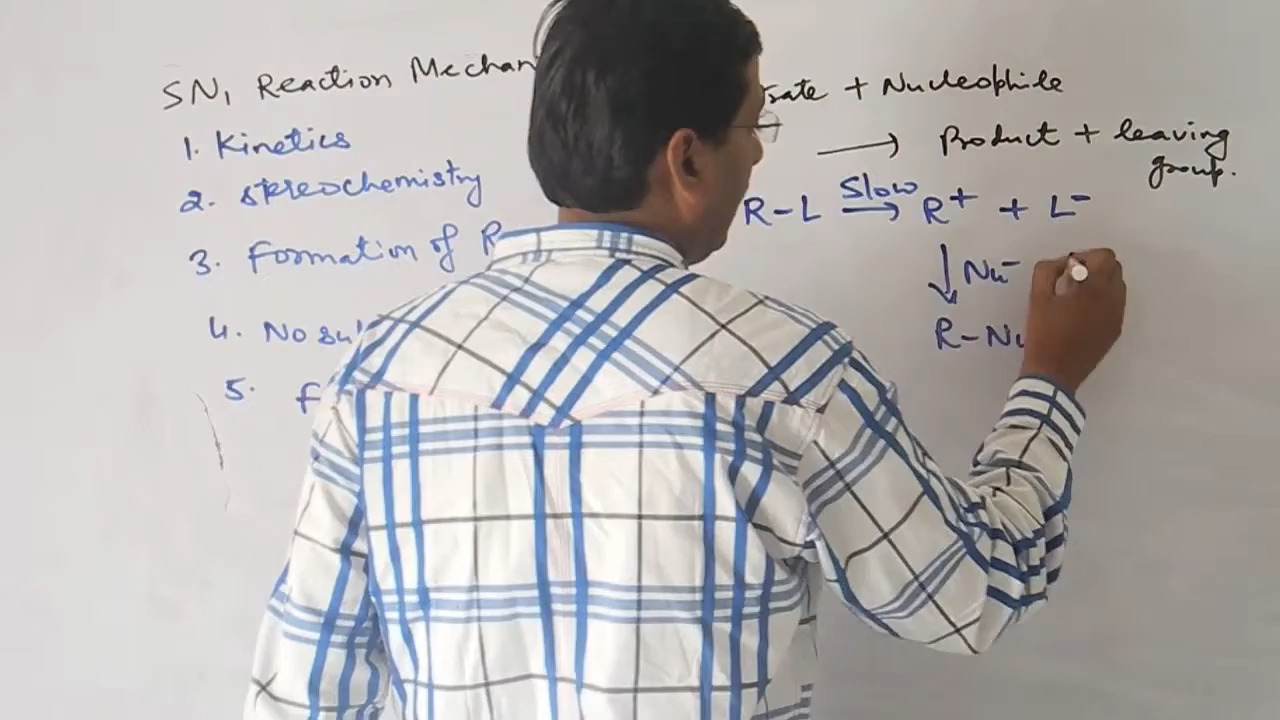 SN1 Reaction Mechan
1. Kinetics
2. Stereochemistry
3. Formation of R
4. No su
5. f
+ Nucleophile
⟶ Product + leaving
group.
R-L slow⟶ R+ + L-
↓ Nu-
R-Nu